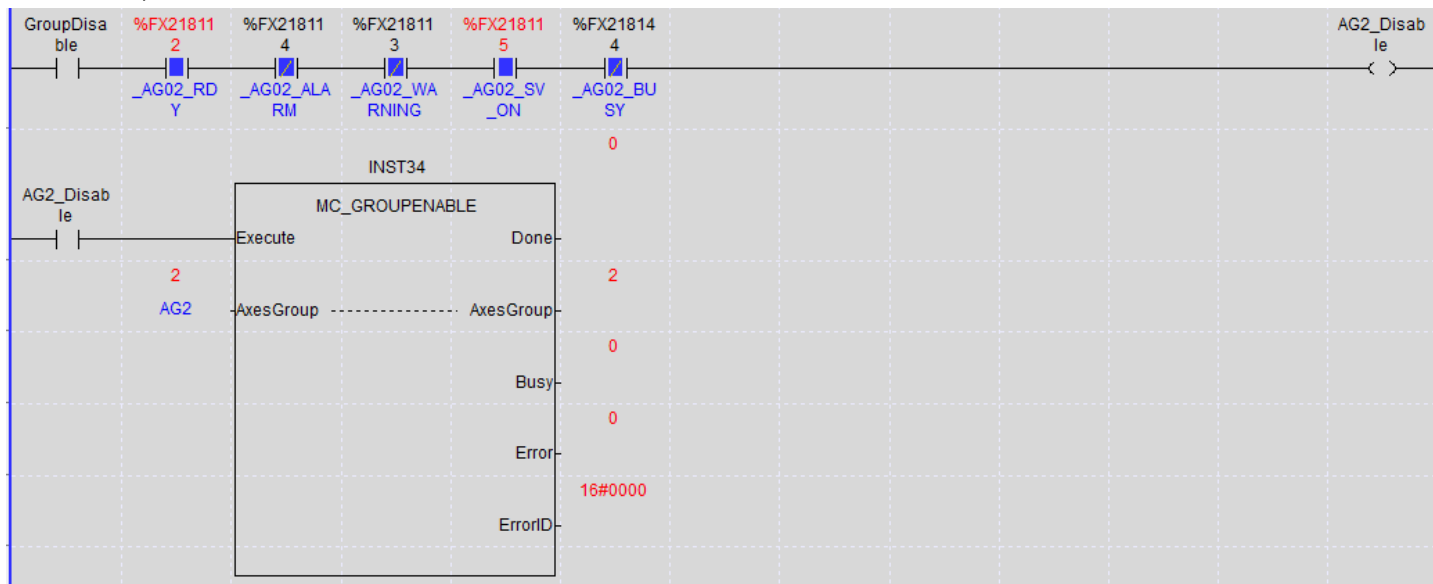 GroupDisa %FX21811 %FX21811 %FX21811 %FX21811 %FX21814 AG2_Disab
ble 2 4 3 5 4 le
_AG02_RD _AG02_ALA _AG02_WA _AG02_SV _AG02_BU
Y RM RNING _ON SY
0
INST34
AG2_Disab
le
MC_GROUPENABLE
Execute Done
2 2
AG2 AxesGroup AxesGroup
0
Busy
0
Error
16#0000
ErrorID